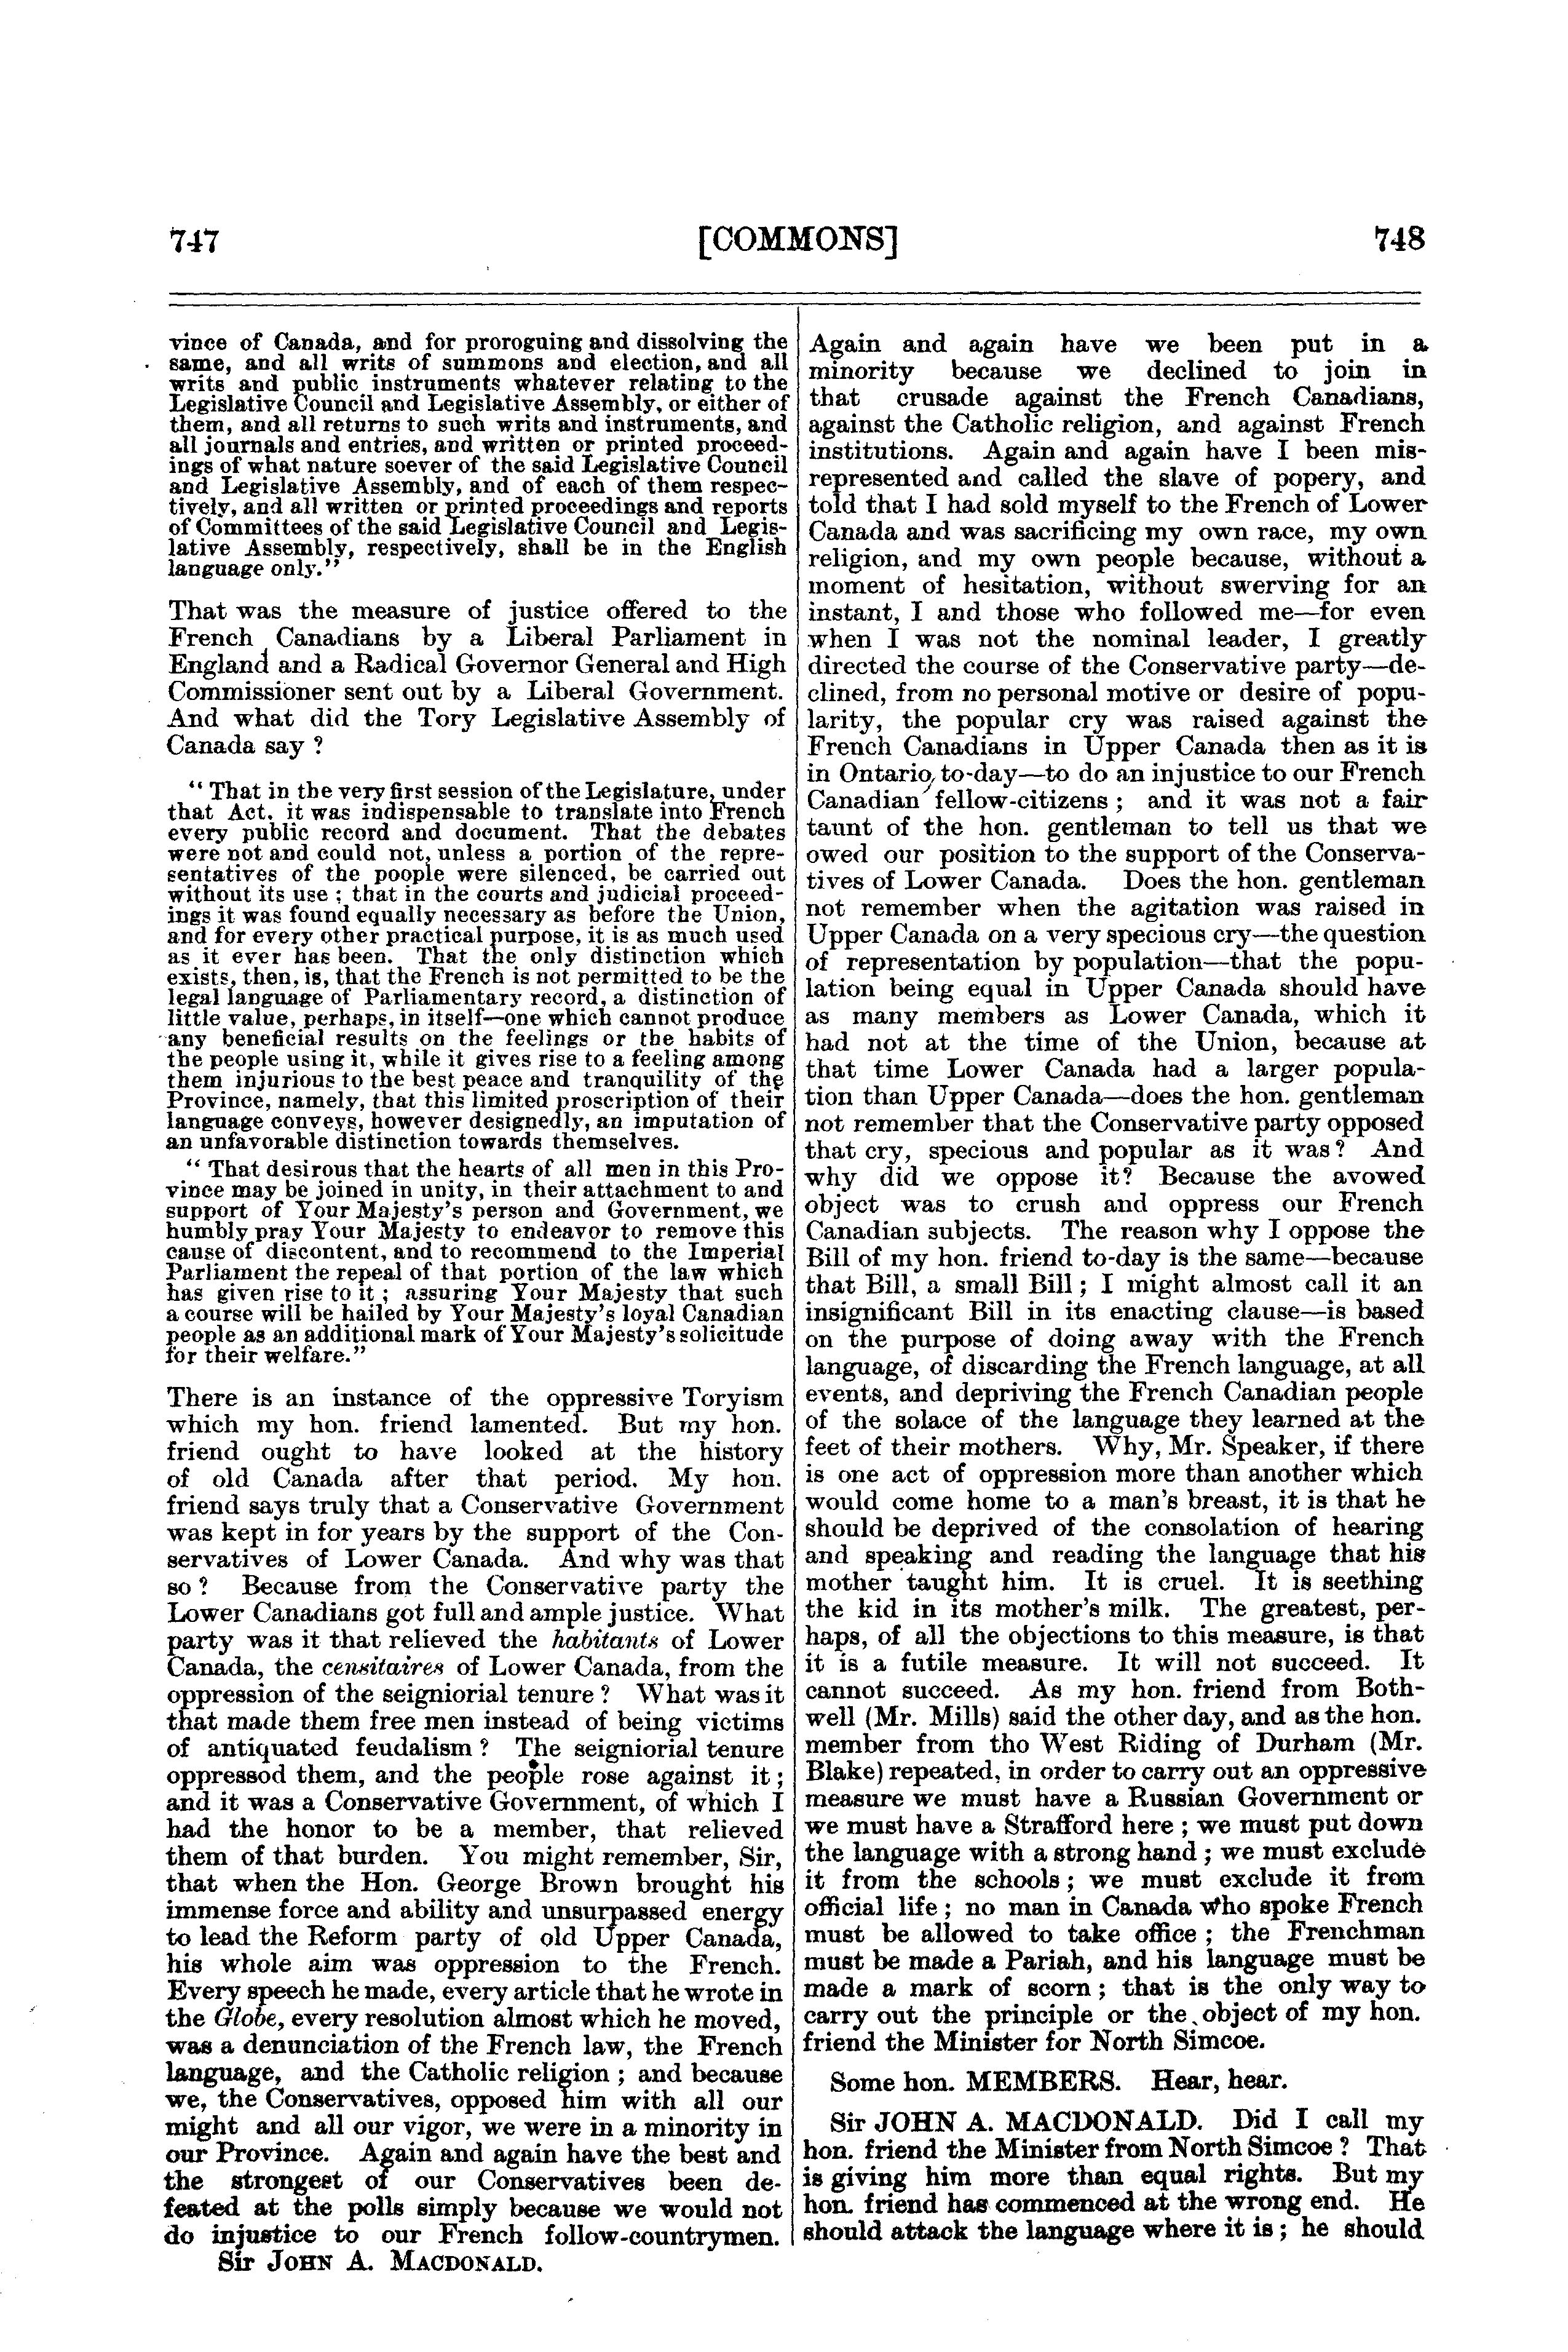 747
[COMMONS]
748
vince of Canada, and for proroguing and dissolving the
same, and all writs of summons and election, and all
writs and public instruments whatever relating to the
Legislative Council and Legislative Assembly, or either of
them, and all returns to such writs and instruments, and
all journals and entries, and written or printed proceed-
ings of what nature soever of the said Legislative Council
and Legislative Assembly, and of each of them respec-
tively, and all written or printed proceedings and reports
of Committees of the said Legislative Council and Legis-
lative Assembly, respectively, shall be in the English
language only."
That was the measure of justice offered to the
French Canadians by a Liberal Parliament in
England and a Radical Governor General and High
Commissioner sent out by a Liberal Government.
And what did the Tory Legislative Assembly of
Canada say ?
" That in the very first session of the Legislature, under
that Act, it was indispensable to translate into French
every public record and document. That the debates
were not and could not, unless a portion of the repre-
sentatives of the poople were silenced, be carried out
without its use ; that in the courts and judicial proceed-
ings it was found equally necessary as before the Union,
and for every other practical purpose, it is as much used
as it ever has been. That the only distinction which
exists, then, is, that the French is not permitted to be the
legal language of Parliamentary record, a distinction of
little value, perhaps, in itself—one which cannot produce
any beneficial results on the feelings or the habits of
the people using it, while it gives rise to a feeling among
them injurious to the best peace and tranquility of the
Province, namely, that this limited proscription of their
language conveys, however designedly, an imputation of
an unfavorable distinction towards themselves.
" That desirous that the hearts of all men in this Pro-
vince may be joined in unity, in their attachment to and
support of Your Majesty's person and Government, we
humbly pray Your Majesty to endeavor to remove this
cause of discontent, and to recommend to the Imperial
Parliament the repeal of that portion of the law which
has given rise to it ; assuring Your Majesty that such
a course will be hailed by Your Majesty's loyal Canadian
people as an additional mark of Your Majesty's solicitude
for their welfare."
There is an instance of the oppressive Toryism
which my hon. friend lamented. But my hon.
friend ought to have looked at the history
of old Canada after that period. My hon.
friend says truly that a Conservative Government
was kept in for years by the support of the Con-
servatives of Lower Canada. And why was that
so ? Because from the Conservative party the
Lower Canadians got full and ample justice. What
party was it that relieved the habitants of Lower
Canada, the censitaires of Lower Canada, from the
oppression of the seigniorial tenure ? What was it
that made them free men instead of being victims
of antiquated feudalism ? The seigniorial tenure
oppressod them, and the people rose against it ;
and it was a Conservative Government, of which I
had the honor to be a member, that relieved
them of that burden. You might remember, Sir,
that when the Hon. George Brown brought his
immense force and ability and unsurpassed energy
to lead the Reform party of old Upper Canada,
his whole aim was oppression to the French.
Every speech he made, every article that he wrote in
the Globe, every resolution almost which he moved,
was a denunciation of the French law, the French
language, and the Catholic religion ; and because
we, the Conservatives, opposed him with all our
might and all our vigor, we were in a minority in
our Province. Again and again have the best and
the strongest of our Conservatives been de-
feated at the polls simply because we would not
do injustice to our French follow-countrymen.
Sir JOHN A. MACDONALD.
Again and again have we been put in a
minority because we declined to join in
that crusade against the French Canadians,
against the Catholic religion, and against French
institutions. Again and again have I been mis-
represented and called the slave of popery, and
told that I had sold myself to the French of Lower
Canada and was sacrificing my own race, my own
religion, and my own people because, without a
moment of hesitation, without swerving for an
instant, I and those who followed me—for even
when I was not the nominal leader, I greatly
directed the course of the Conservative party—de-
clined, from no personal motive or desire of popu-
larity, the popular cry was raised against the
French Canadians in Upper Canada then as it is
in Ontario, to-day—to do an injustice to our French
Canadian fellow-citizens ; and it was not a fair
taunt of the hon. gentleman to tell us that we
owed our position to the support of the Conserva-
tives of Lower Canada. Does the hon. gentleman
not remember when the agitation was raised in
Upper Canada on a very specious cry—the question
of representation by population—that the popu-
lation being equal in Upper Canada should have
as many members as Lower Canada, which it
had not at the time of the Union, because at
that time Lower Canada had a larger popula-
tion than Upper Canada—does the hon. gentleman
not remember that the Conservative party opposed
that cry, specious and popular as it was? And
why did we oppose it? Because the avowed
object was to crush and oppress our French
Canadian subjects. The reason why I oppose the
Bill of my hon. friend to-day is the same—because
that Bill, a small Bill ; I might almost call it an
insignificant Bill in its enacting clause—is based
on the purpose of doing away with the French
language, of discarding the French language, at all
events, and depriving the French Canadian people
of the solace of the language they learned at the
feet of their mothers. Why, Mr. Speaker, if there
is one act of oppression more than another which
would come home to a man's breast, it is that he
should be deprived of the consolation of hearing
and speaking and reading the language that his
mother taught him. It is cruel. It is seething
the kid in its mother's milk. The greatest, per-
haps, of all the objections to this measure, is that
it is a futile measure. It will not succeed. It
cannot succeed. As my hon. friend from Both-
well (Mr. Mills) said the other day, and as the hon.
member from tho West Riding of Durham (Mr.
Blake) repeated, in order to carry out an oppressive
measure we must have a Russian Government or
we must have a Strafford here ; we must put down
the language with a strong hand ; we must exclude
it from the schools ; we must exclude it from
official life ; no man in Canada who spoke French
must be allowed to take office ; the Frenchman
must be made a Pariah, and his language must be
made a mark of scorn ; that is the only way to
carry out the principle or the object of my hon.
friend the Minister for North Simcoe.
Some hon. MEMBERS. Hear, hear.
Sir JOHN A. MACDONALD. Did I call my
hon. friend the Minister from North Simcoe ? That
is giving him more than equal rights. But my
hon. friend has commenced at the wrong end. He
should attack the language where it is ; he should